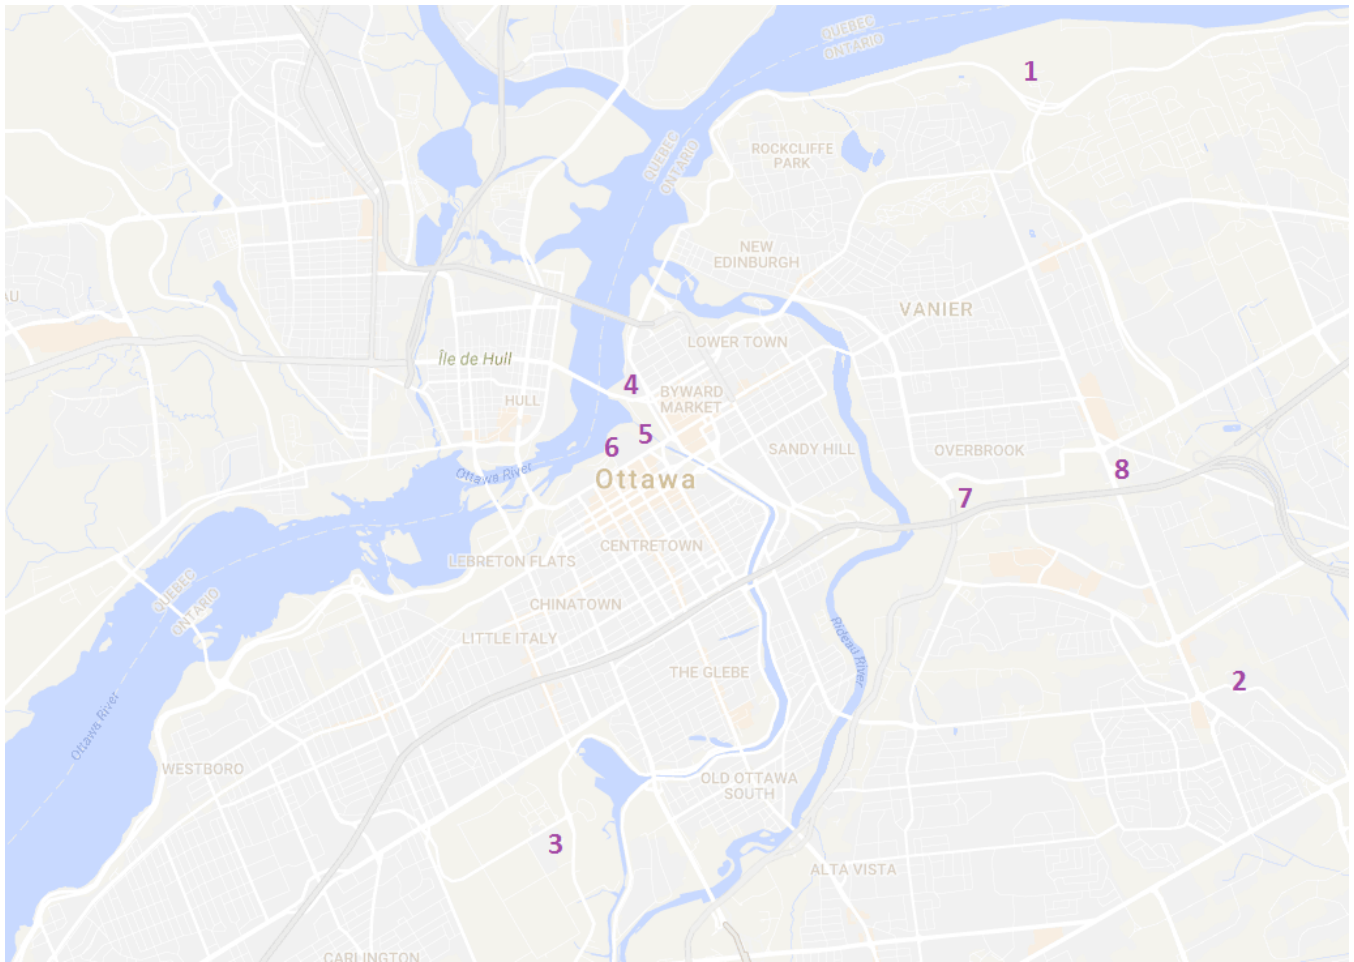 QUEBEC
ONTARIO
1
QUEBEC
ONTARIO
ROCKCLIFFE
PARK
NEW
EDINBURGH
AU
VANIER
LOWER TOWN
Île de Hull
4
BYWARD
MARKET
HULL
5
6
SANDY HILL
OVERBROOK
Ottawa River
Ottawa
8
7
CENTRETOWN
LEBRETON FLATS
QUEBEC
ONTARIO
CHINATOWN
LITTLE ITALY
Rideau River
THE GLEBE
2
Ottawa River
WESTBORO
OLD OTTAWA
SOUTH
3
ALTA VISTA
CARLINGTON